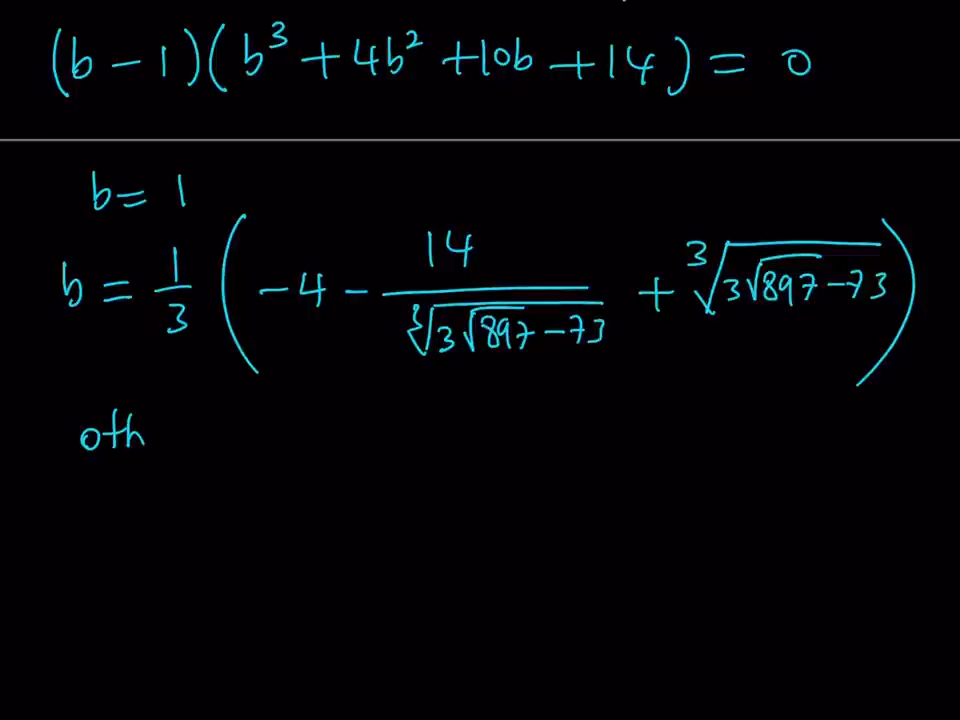 (b − 1)(b³ + 4b² + 10b + 14) = 0
b = 1
b = 1/3 (−4 − 14/∛(3√897 − 73) + ∛(3√897 − 73))
oth